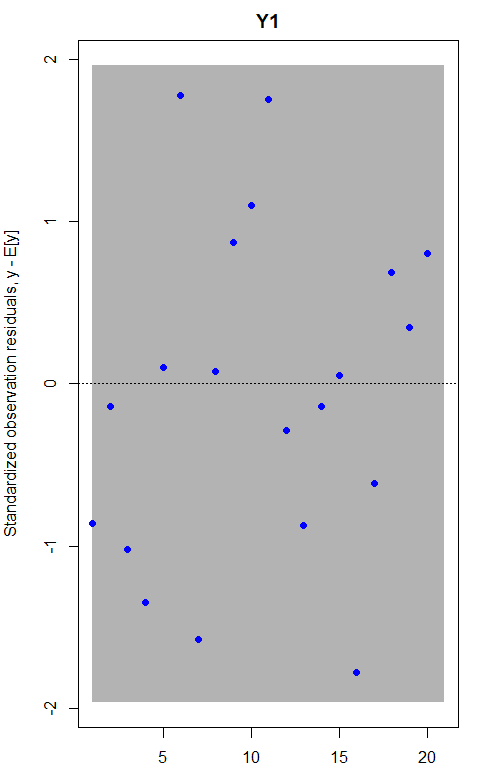 Y1
Standardized observation residuals, y - E[y]
2
1
0
-1
-2
5 10 15 20